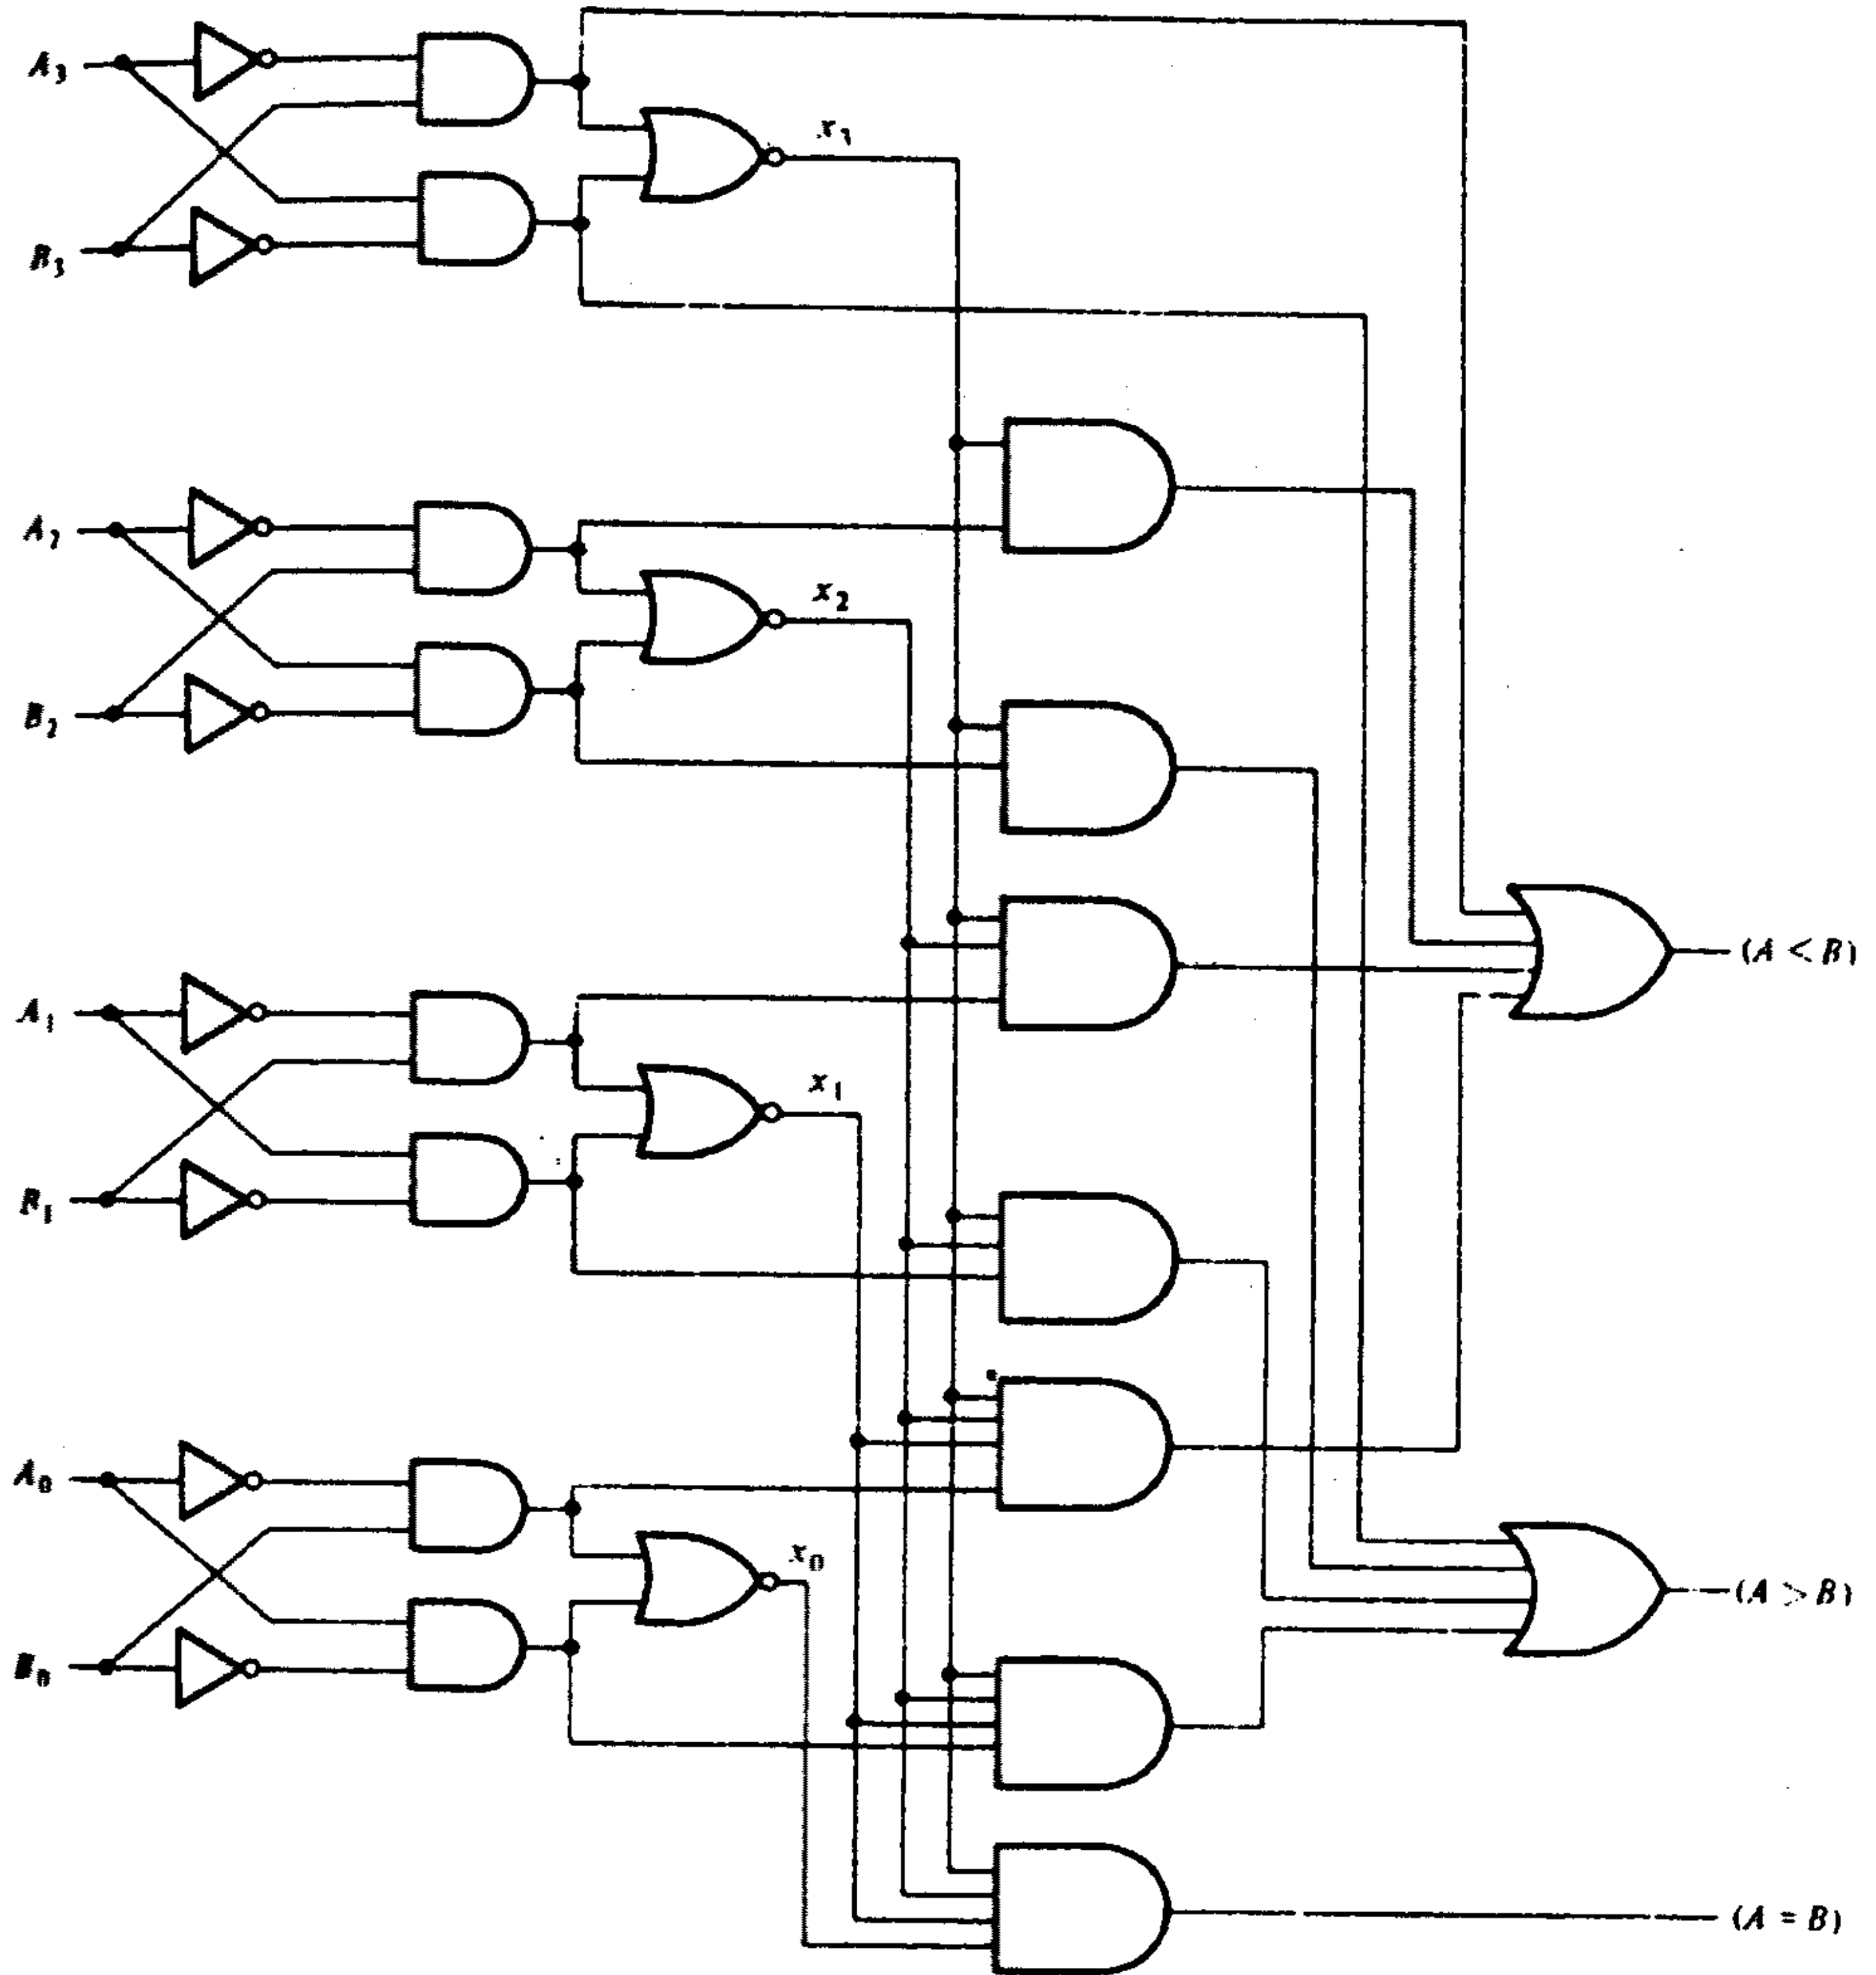 A₃
x₃
B₃
A₂
x₂
B₂
(A < B)
A₁
x₁
B₁
A₀
x₀
(A > B)
B₀
(A = B)